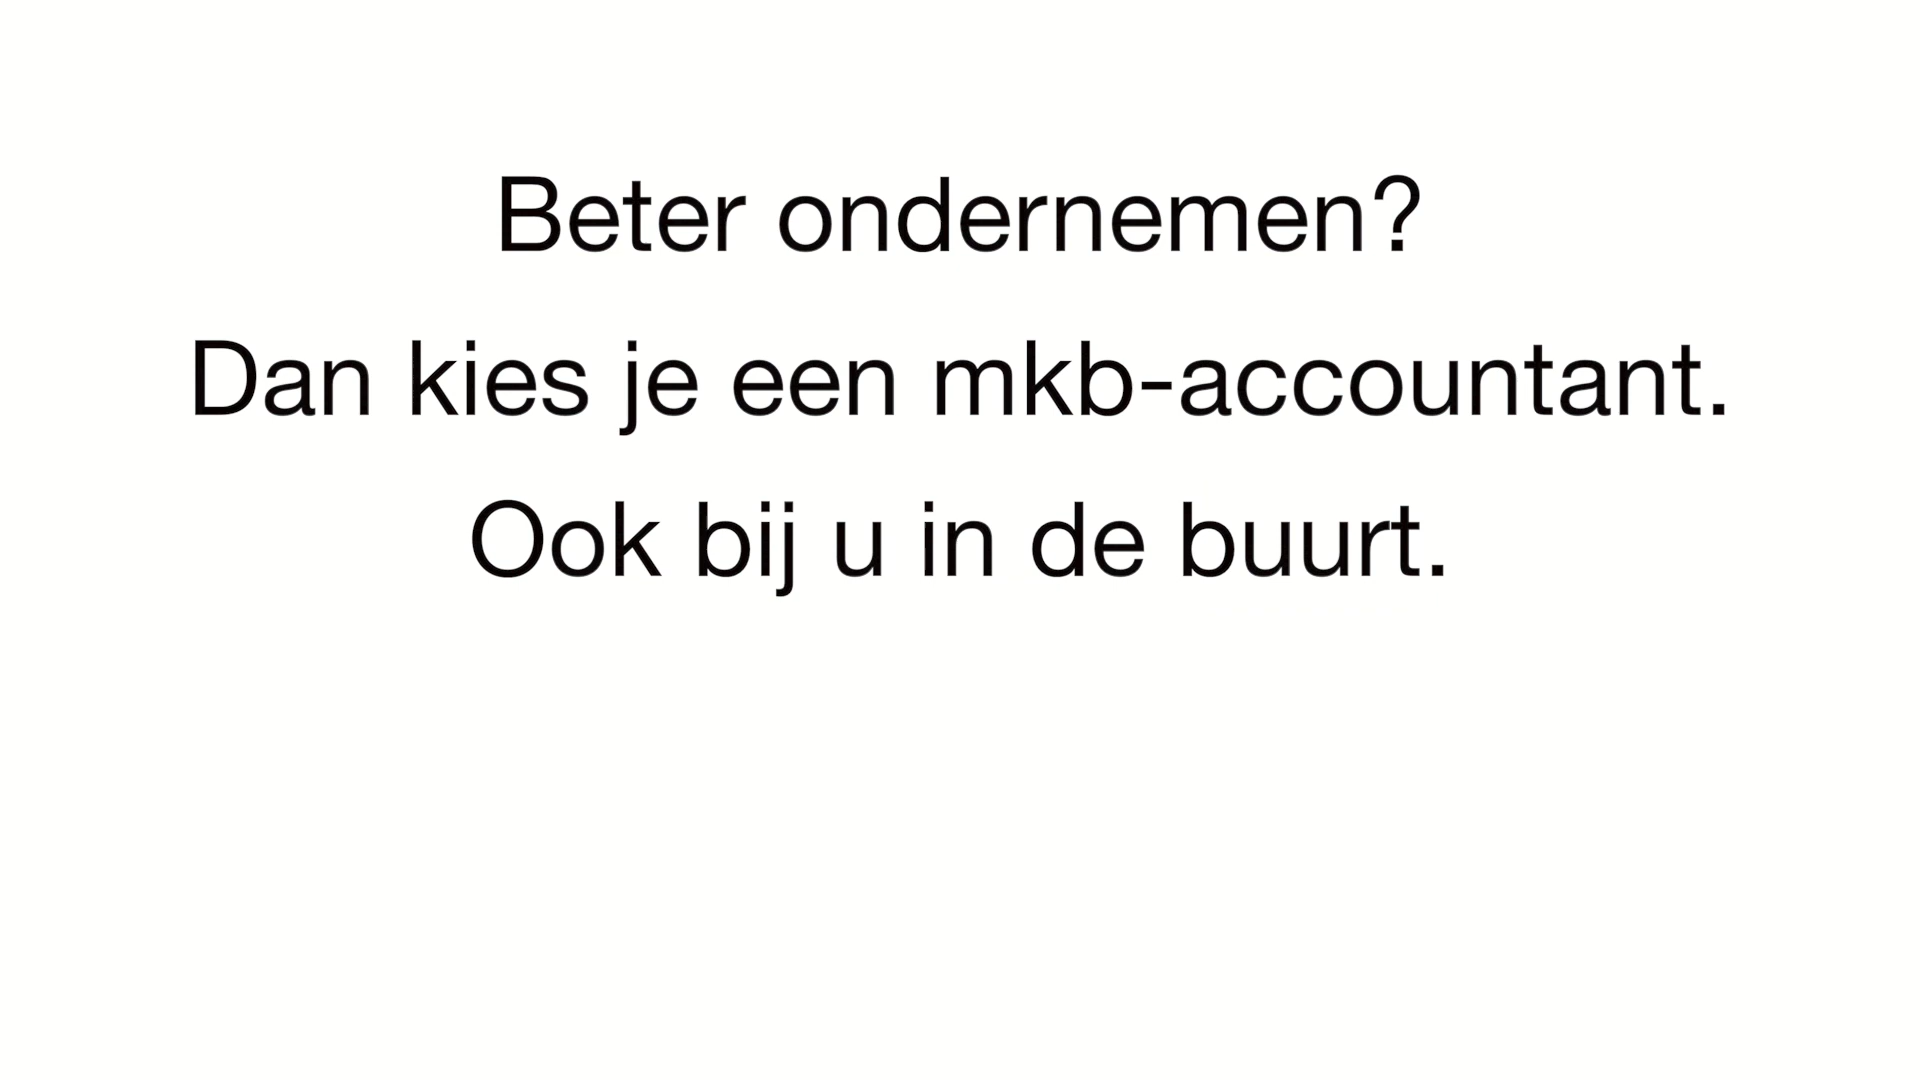 Beter ondernemen?
Dan kies je een mkb-accountant.
Ook bij u in de buurt.